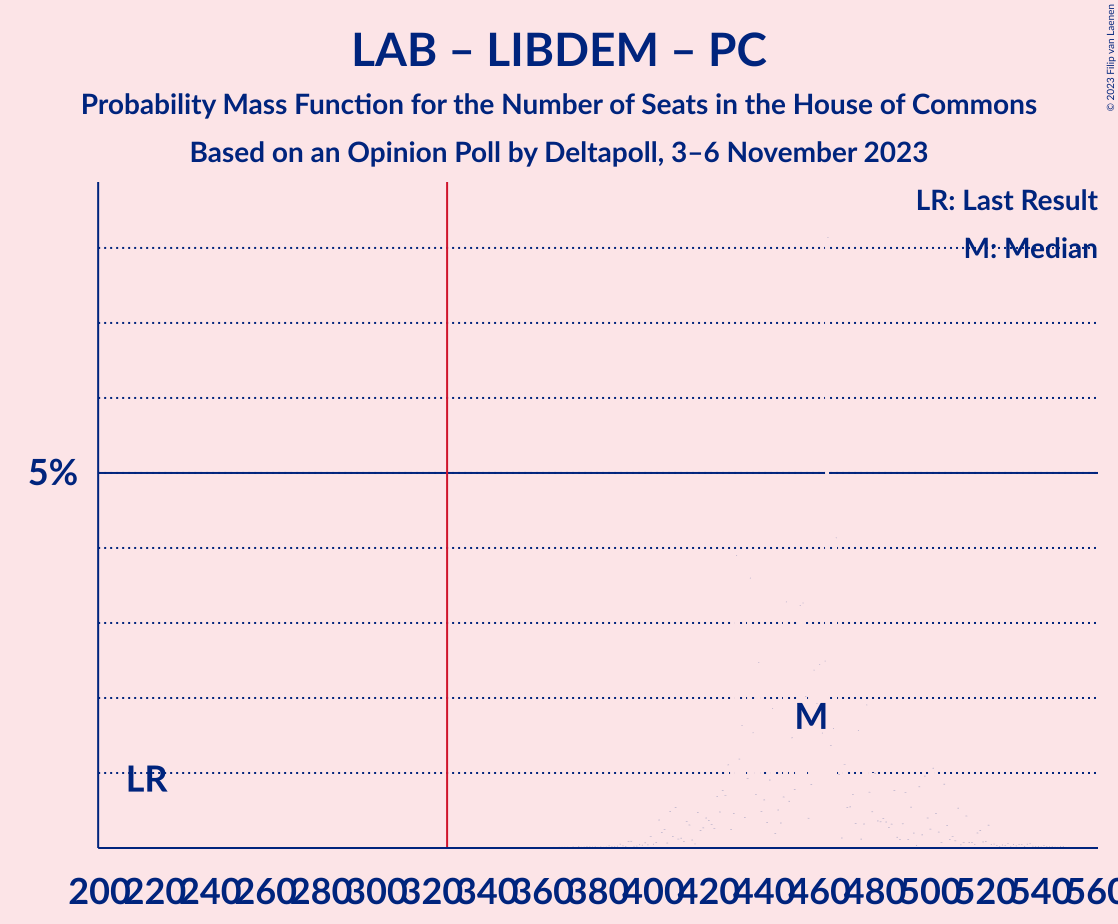 LAB – LIBDEM – PC
Probability Mass Function for the Number of Seats in the House of Commons
Based on an Opinion Poll by Deltapoll, 3–6 November 2023
© 2023 Filip van Laenen
LR: Last Result
M: Median
5%
M
LR
200 220 240 260 280 300 320 340 360 380 400 420 440 460 480 500 520 540 560